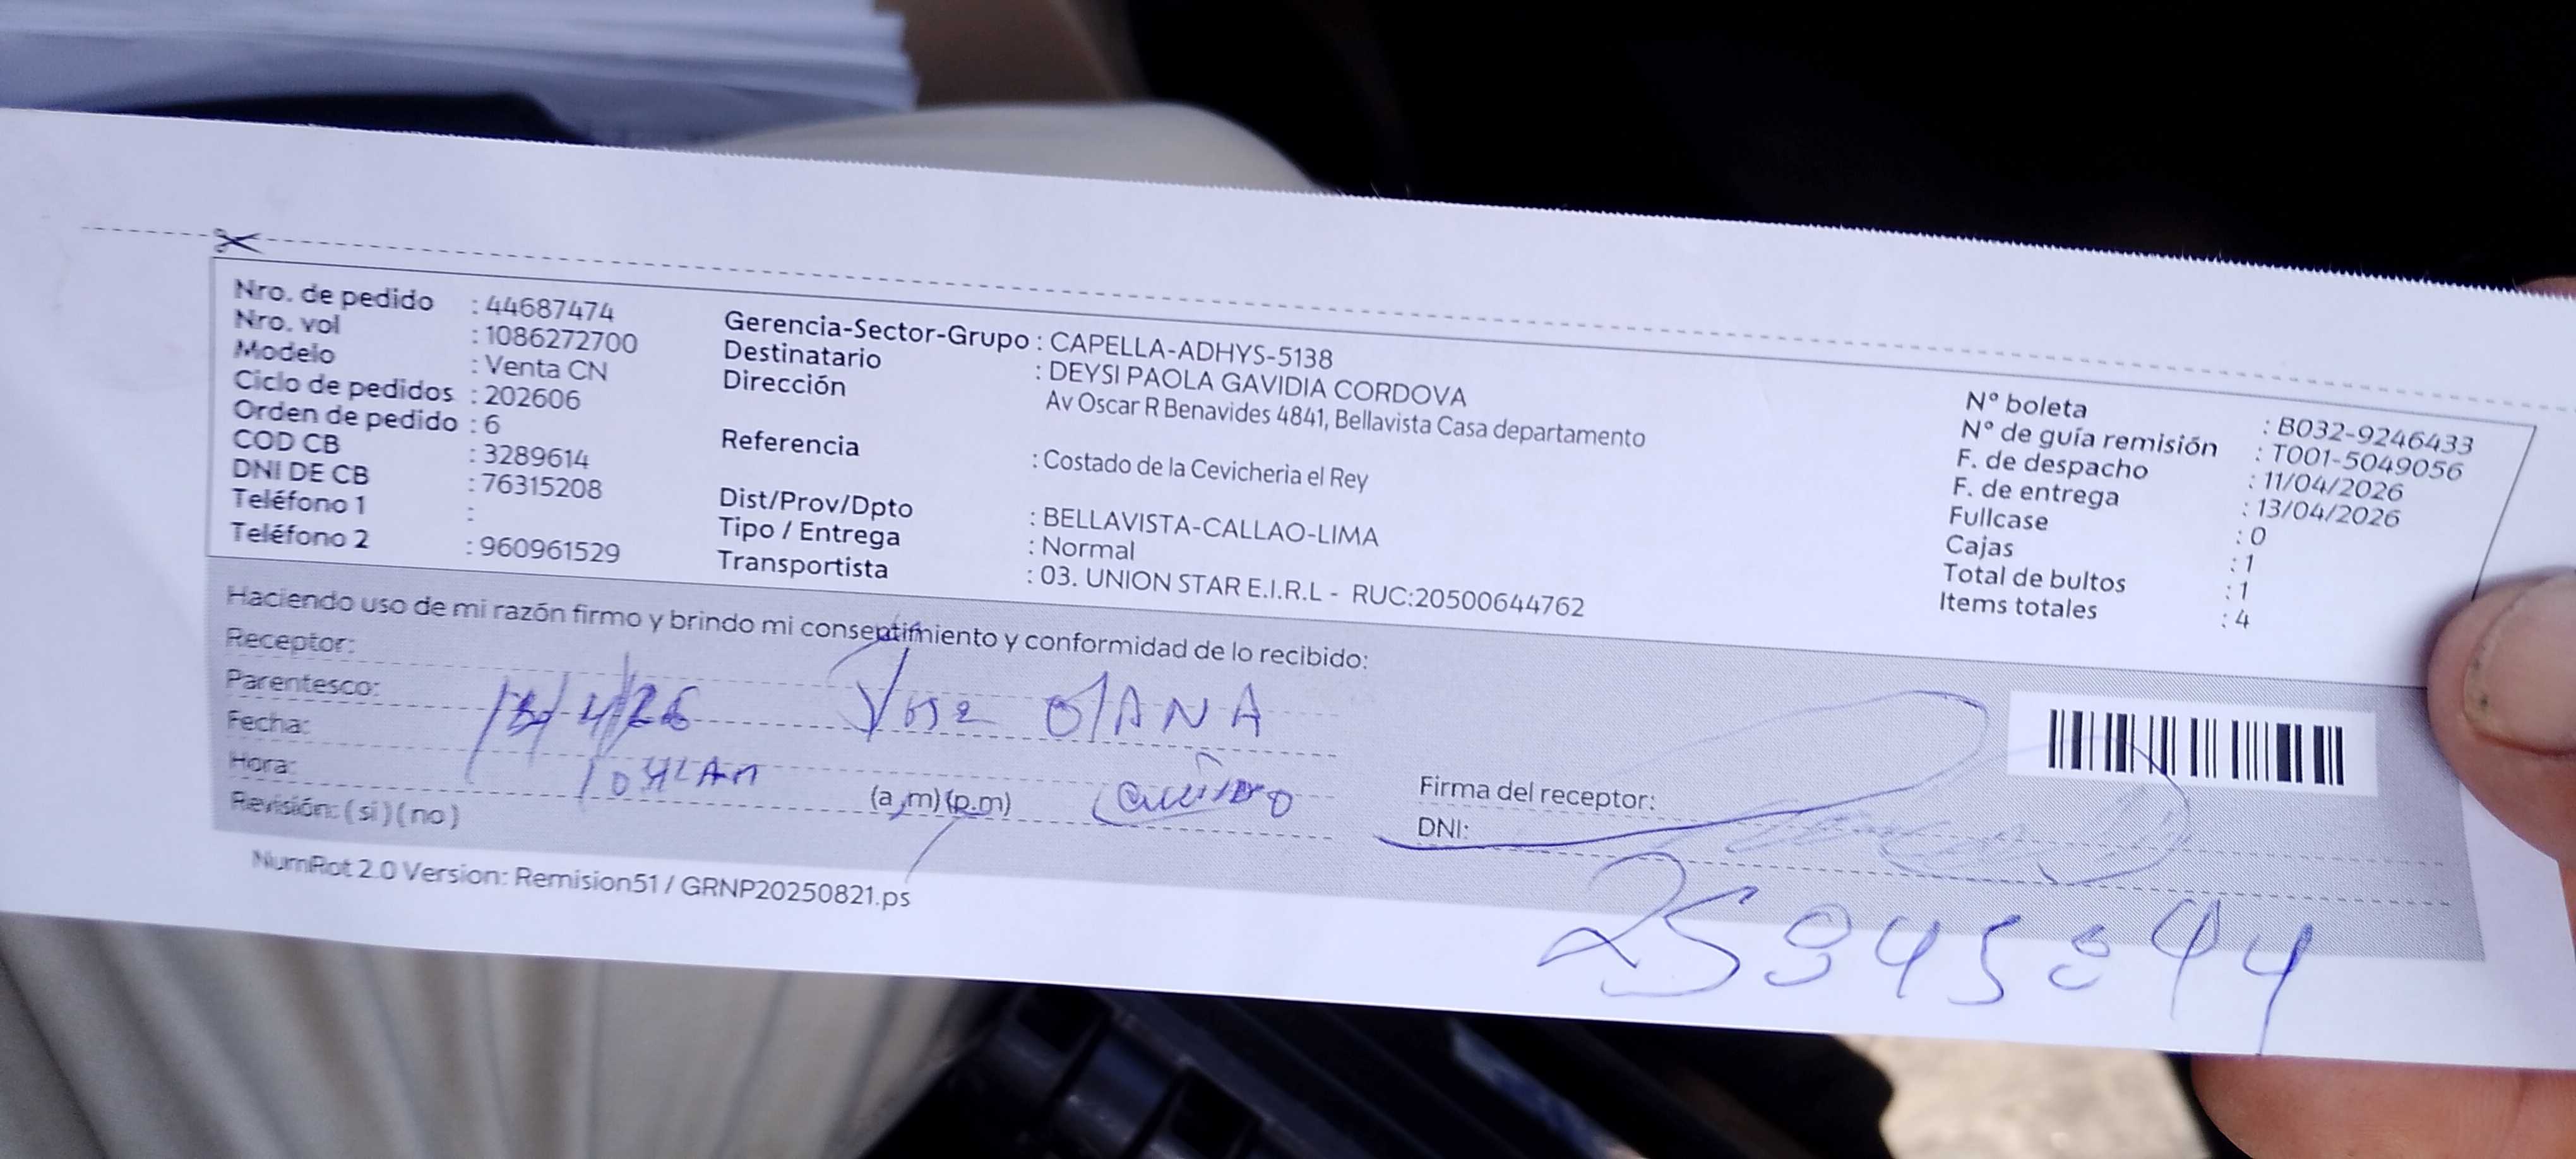 Nro. de pedido : 44687474
Nro. vol : 1086272700
Modelo : Venta CN
Ciclo de pedidos : 202606
Orden de pedido : 6
COD CB : 3289614
DNI DE CB : 76315208
Teléfono 1 :
Teléfono 2 : 960961529
Gerencia-Sector-Grupo : CAPELLA-ADHYS-5138
Destinatario : DEYSI PAOLA GAVIDIA CORDOVA
Dirección Av Oscar R Benavides 4841, Bellavista Casa departamento
Referencia : Costado de la Cevicheria el Rey
Dist/Prov/Dpto : BELLAVISTA-CALLAO-LIMA
Tipo / Entrega : Normal
Transportista : 03. UNION STAR E.I.R.L - RUC:20500644762
N° boleta : B032-9246433
N° de guía remisión : T001-5049056
F. de despacho : 11/04/2026
F. de entrega : 13/04/2026
Fullcase : 0
Cajas : 1
Total de bultos : 1
Items totales : 4
Haciendo uso de mi razón firmo y brindo mi consentimiento y conformidad de lo recibido:
Receptor:
Parentesco:
Fecha: 13/4/26
Hora: (a,m)(p.m)
Revisión: ( si ) ( no )
Firma del receptor:
DNI:
NumRot 2.0 Version: Remision51 / GRNP20250821.ps